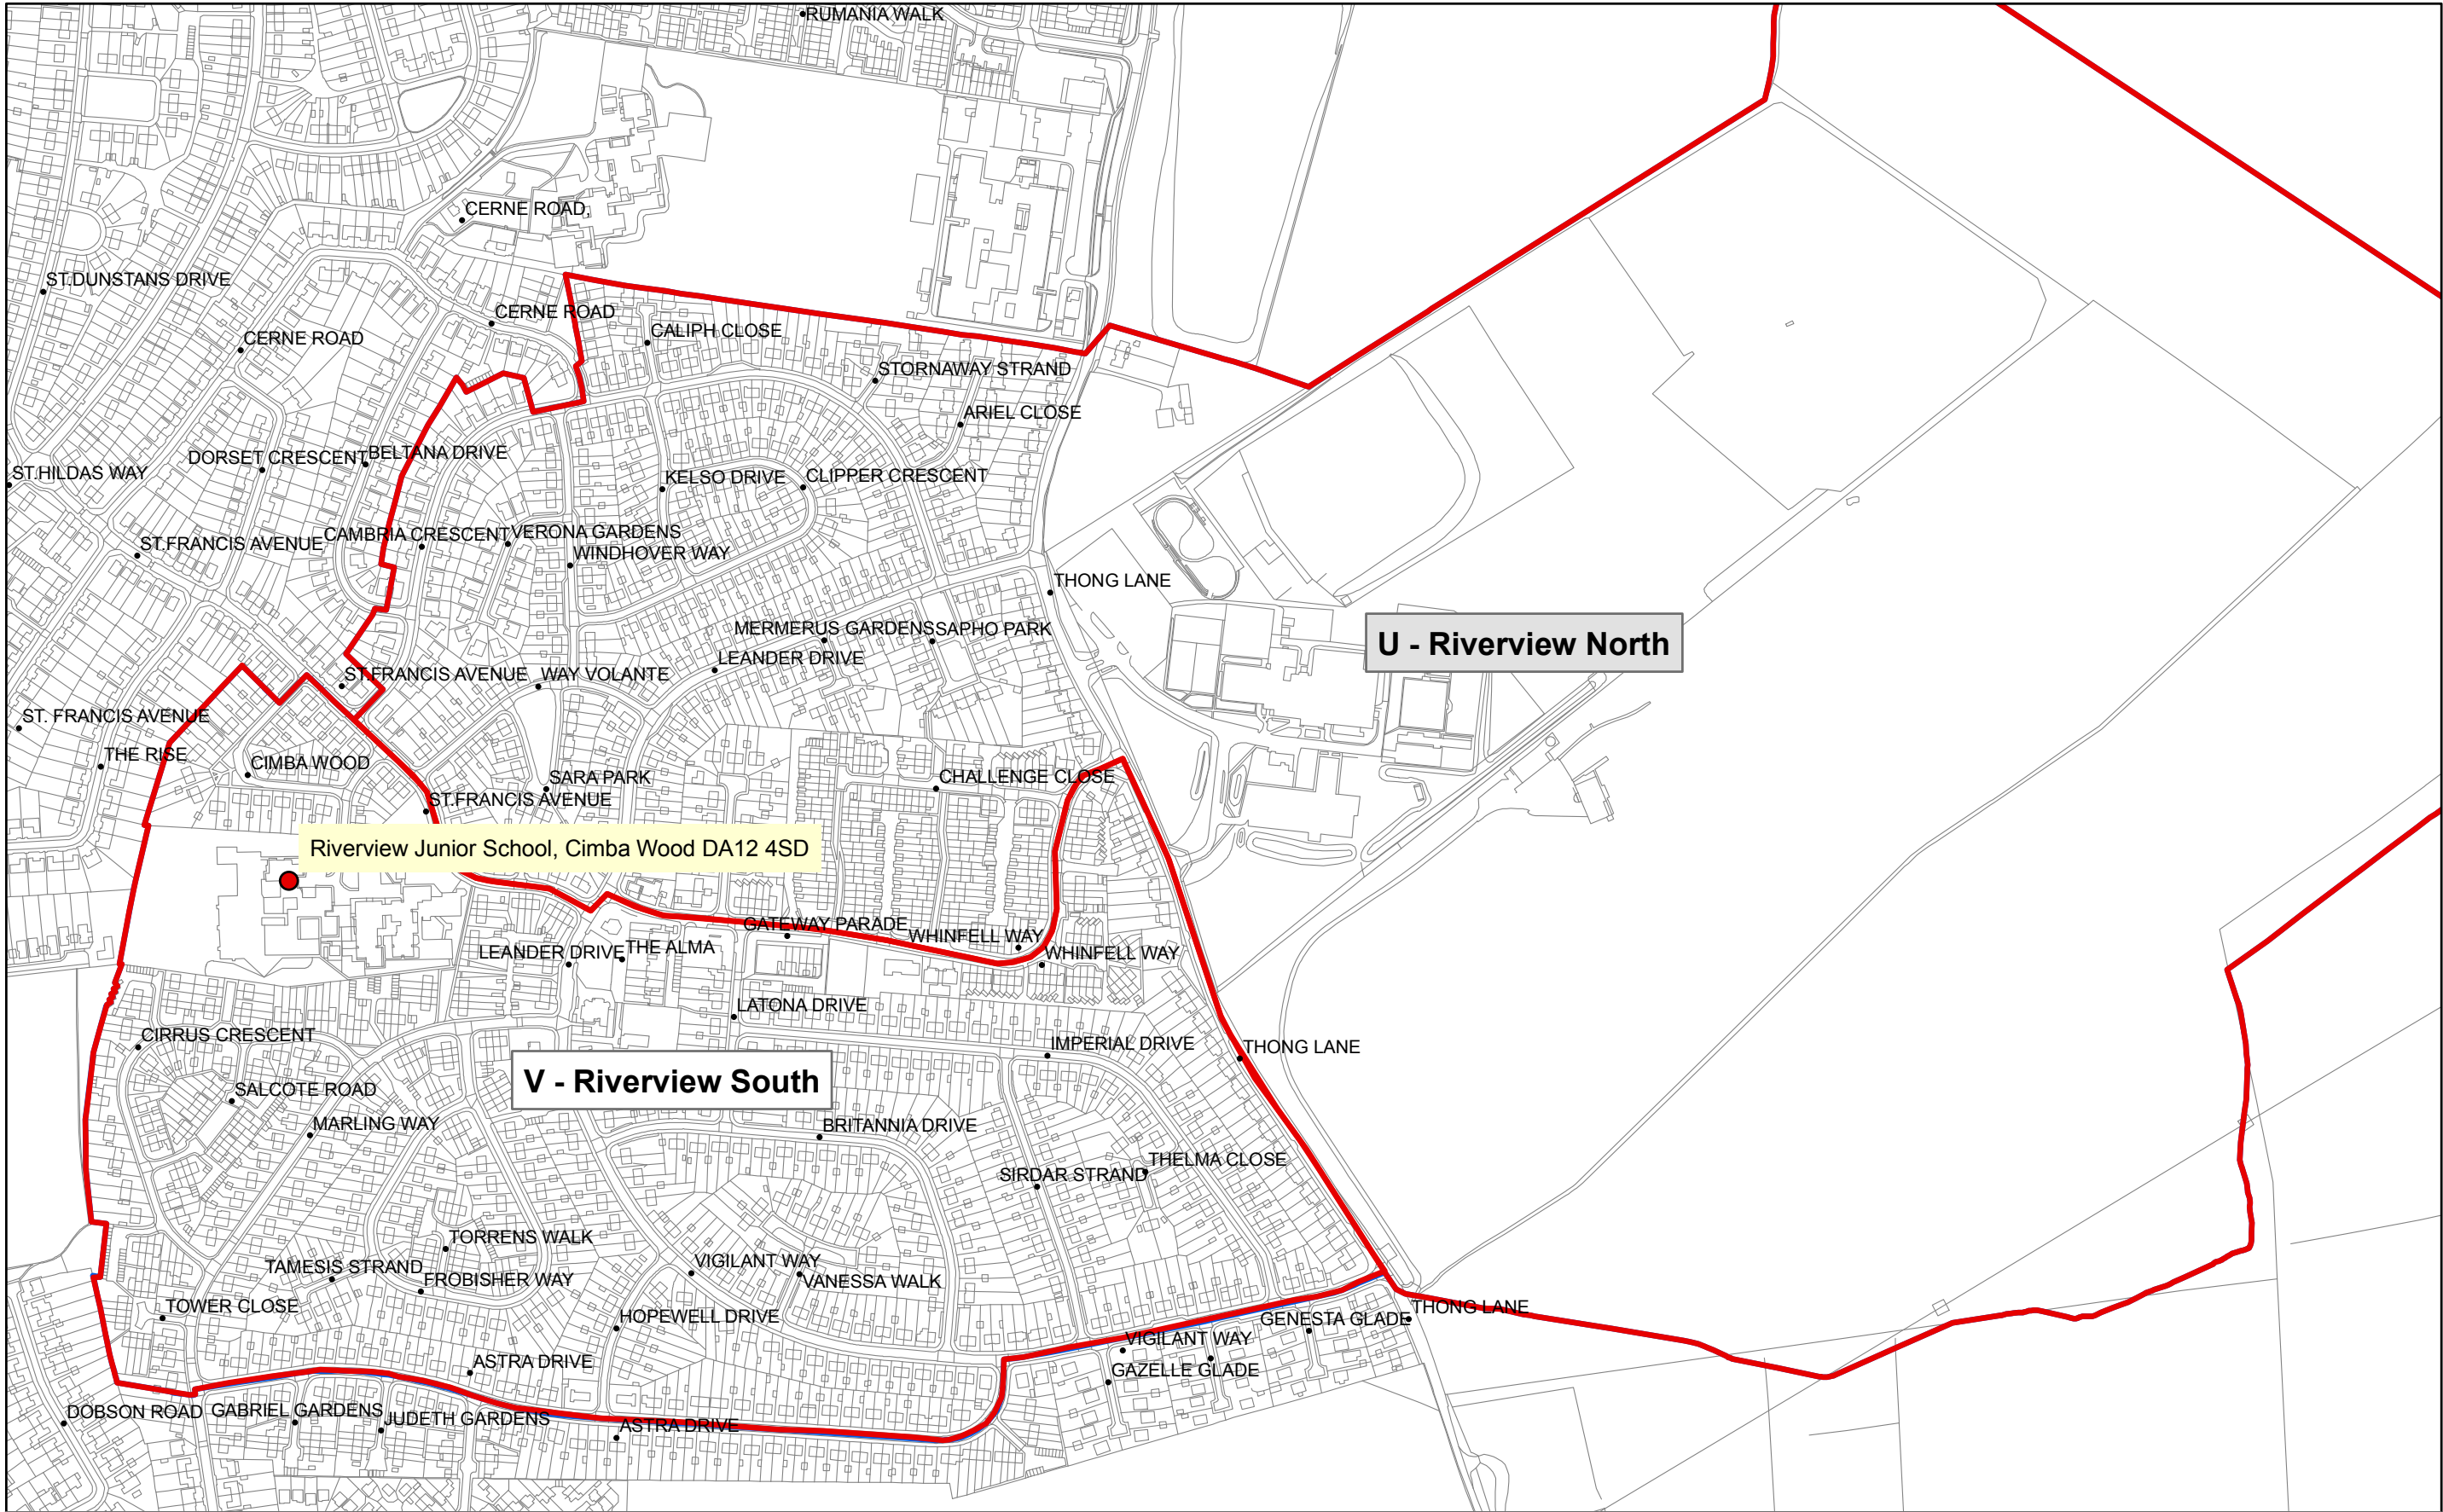 RUMANIA WALK
CERNE ROAD,
ST.DUNSTANS DRIVE
CERNE ROAD
CALIPH CLOSE
CERNE ROAD
STORNAWAY STRAND
ARIEL CLOSE
DORSET CRESCENT
BELTANA DRIVE
ST.HILDAS WAY
KELSO DRIVE
CLIPPER CRESCENT
ST.FRANCIS AVENUE
CAMBRIA CRESCENT
VERONA GARDENS
WINDHOVER WAY
THONG LANE
MERMERUS GARDENS
SAPHO PARK
U - Riverview North
LEANDER DRIVE
ST.FRANCIS AVENUE
WAY VOLANTE
ST. FRANCIS AVENUE
THE RISE
CIMBA WOOD
SARA PARK
CHALLENGE CLOSE
ST.FRANCIS AVENUE
Riverview Junior School, Cimba Wood DA12 4SD
GATEWAY PARADE
WHINFELL WAY
LEANDER DRIVE
THE ALMA
WHINFELL WAY
LATONA DRIVE
CIRRUS CRESCENT
IMPERIAL DRIVE
THONG LANE
V - Riverview South
SALCOTE ROAD
MARLING WAY
BRITANNIA DRIVE
SIRDAR STRAND
THELMA CLOSE
TORRENS WALK
TAMESIS STRAND
FROBISHER WAY
VIGILANT WAY
VANESSA WALK
TOWER CLOSE
HOPEWELL DRIVE
GENESTA GLADE
THONG LANE
VIGILANT WAY
ASTRA DRIVE
GAZELLE GLADE
DOBSON ROAD
GABRIEL GARDENS
JUDETH GARDENS
ASTRA DRIVE